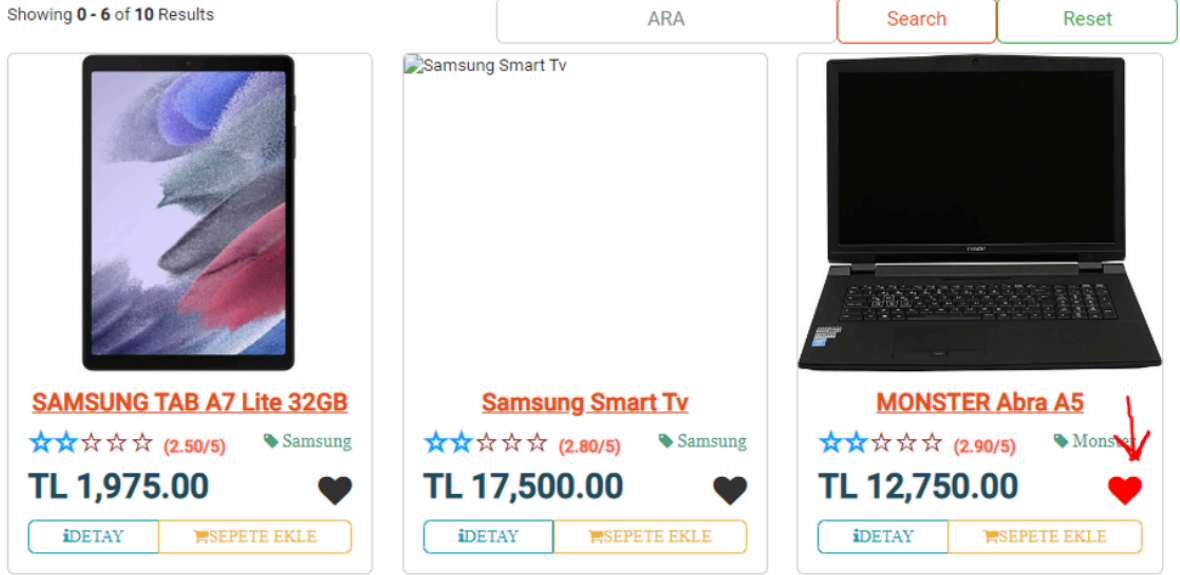 Showing 0 - 6 of 10 Results
ARA
Search
Reset
Samsung Smart Tv
SAMSUNG TAB A7 Lite 32GB
(2.50/5)
Samsung
TL 1,975.00
iDETAY
SEPETE EKLE
Samsung Smart Tv
(2.80/5)
Samsung
TL 17,500.00
iDETAY
SEPETE EKLE
MONSTER Abra A5
(2.90/5)
Monster
TL 12,750.00
iDETAY
SEPETE EKLE